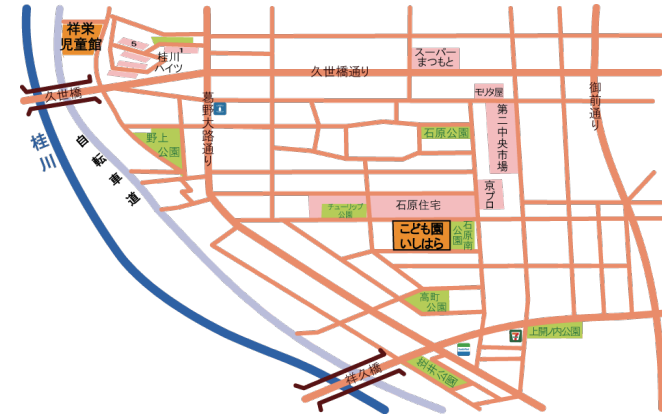 祥栄
児童館
5
1
桂川
ハイツ
スーパー
まつもと
久世橋通り
モリタ屋
御前通り
久世橋
葛野大路通り
第二中央市場
石原公園
野上
公園
桂川
自転車道
京プロ
チューリップ
公園
石原住宅
こども園
いしはら
石原南
公園
高町
公園
7
上開ノ内公園
祥久橋